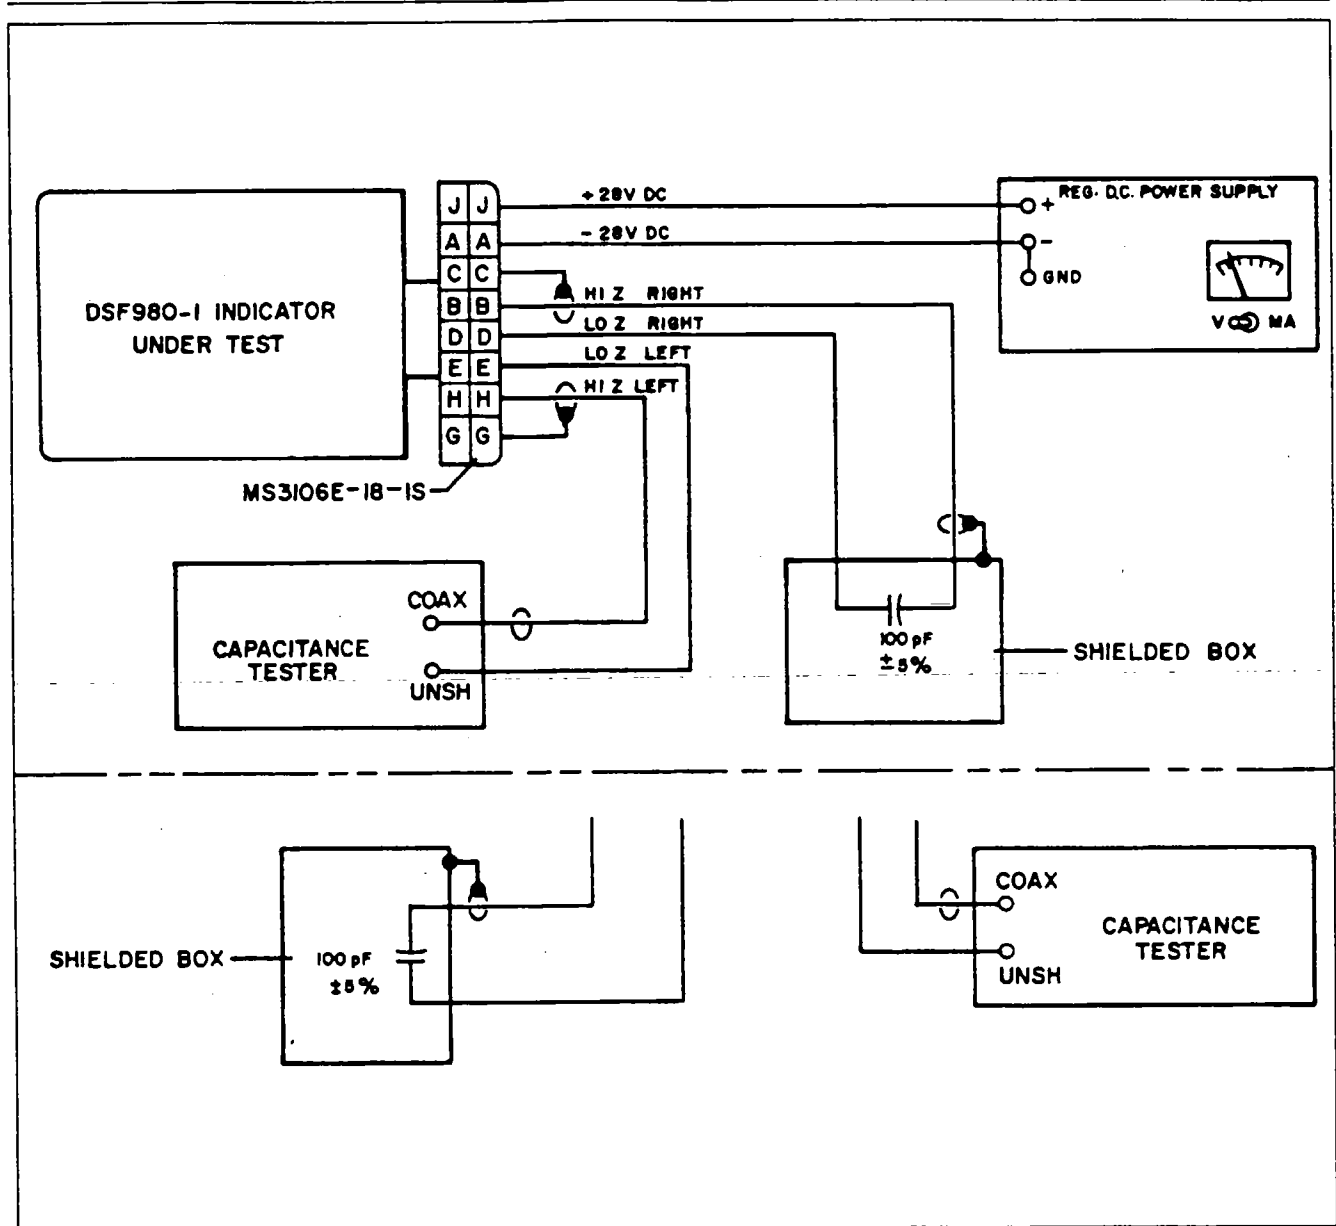 J J
A A
C C
B B
D D
E E
H H
G G
+28V DC
-28V DC
HI Z RIGHT
LO Z RIGHT
LO Z LEFT
HI Z LEFT
REG. D.C. POWER SUPPLY
+
-
GND
V MA
DSF980-1 INDICATOR
UNDER TEST
MS3106E-18-1S
COAX
CAPACITANCE
TESTER
UNSH
100 pF
±5%
SHIELDED BOX
SHIELDED BOX
100 pF
±5%
COAX
CAPACITANCE
TESTER
UNSH